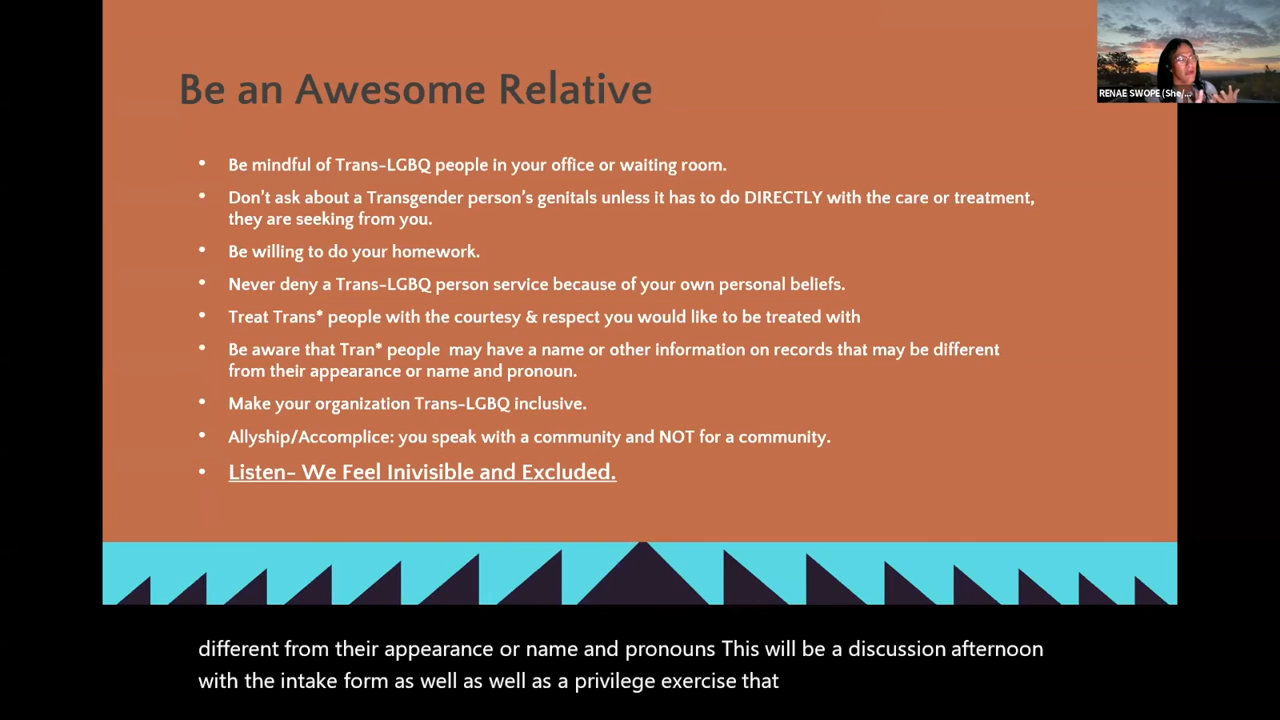 Be an Awesome Relative
RENAE SWOPE (She/...
• Be mindful of Trans-LGBQ people in your office or waiting room.
• Don't ask about a Transgender person's genitals unless it has to do DIRECTLY with the care or treatment,
they are seeking from you.
• Be willing to do your homework.
• Never deny a Trans-LGBQ person service because of your own personal beliefs.
• Treat Trans* people with the courtesy & respect you would like to be treated with
• Be aware that Tran* people may have a name or other information on records that may be different
from their appearance or name and pronoun.
• Make your organization Trans-LGBQ inclusive.
• Allyship/Accomplice: you speak with a community and NOT for a community.
• Listen- We Feel Inivisible and Excluded.
different from their appearance or name and pronouns This will be a discussion afternoon
with the intake form as well as well as a privilege exercise that